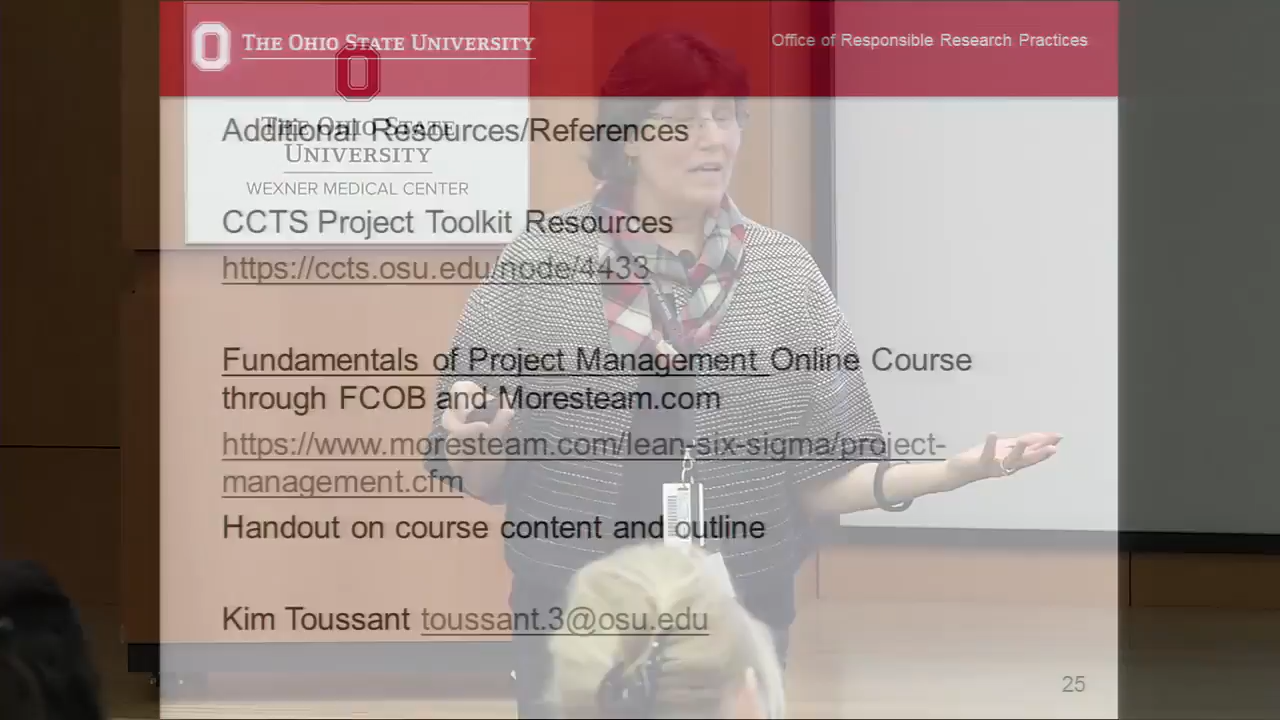 THE OHIO STATE UNIVERSITY
Office of Responsible Research Practices
THE OHIO STATE
UNIVERSITY
WEXNER MEDICAL CENTER
Additional Resources/References
CCTS Project Toolkit Resources
https://ccts.osu.edu/node/4433
Fundamentals of Project Management Online Course
through FCOB and Moresteam.com
https://www.moresteam.com/lean-six-sigma/project-
management.cfm
Handout on course content and outline
Kim Toussant toussant.3@osu.edu
25